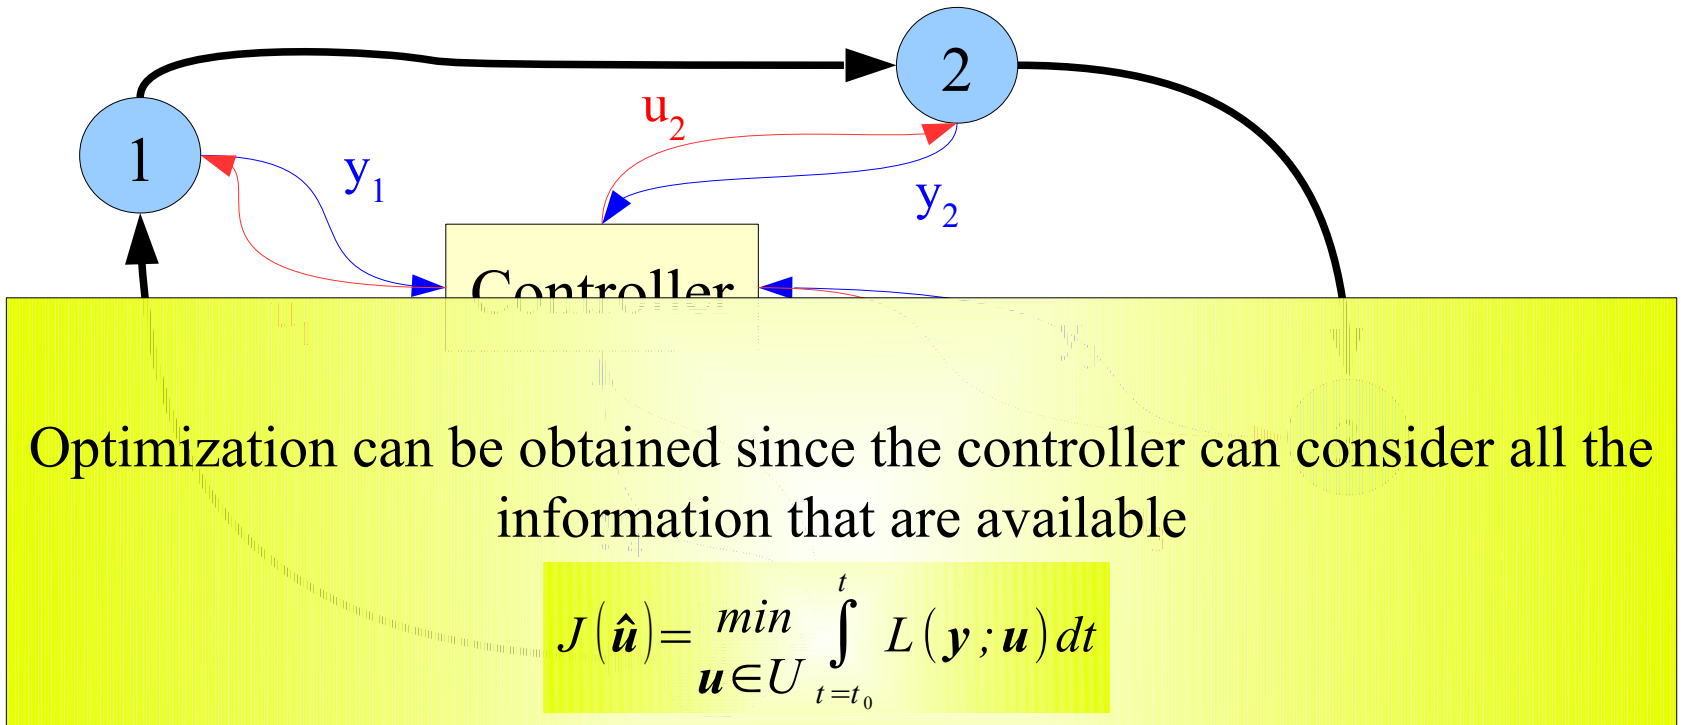 2
u₂
1
y₁
y₂
Controller
Optimization can be obtained since the controller can consider all the
information that are available
J(û)= min u∈U ∫ t=t₀ t L(y;u)dt